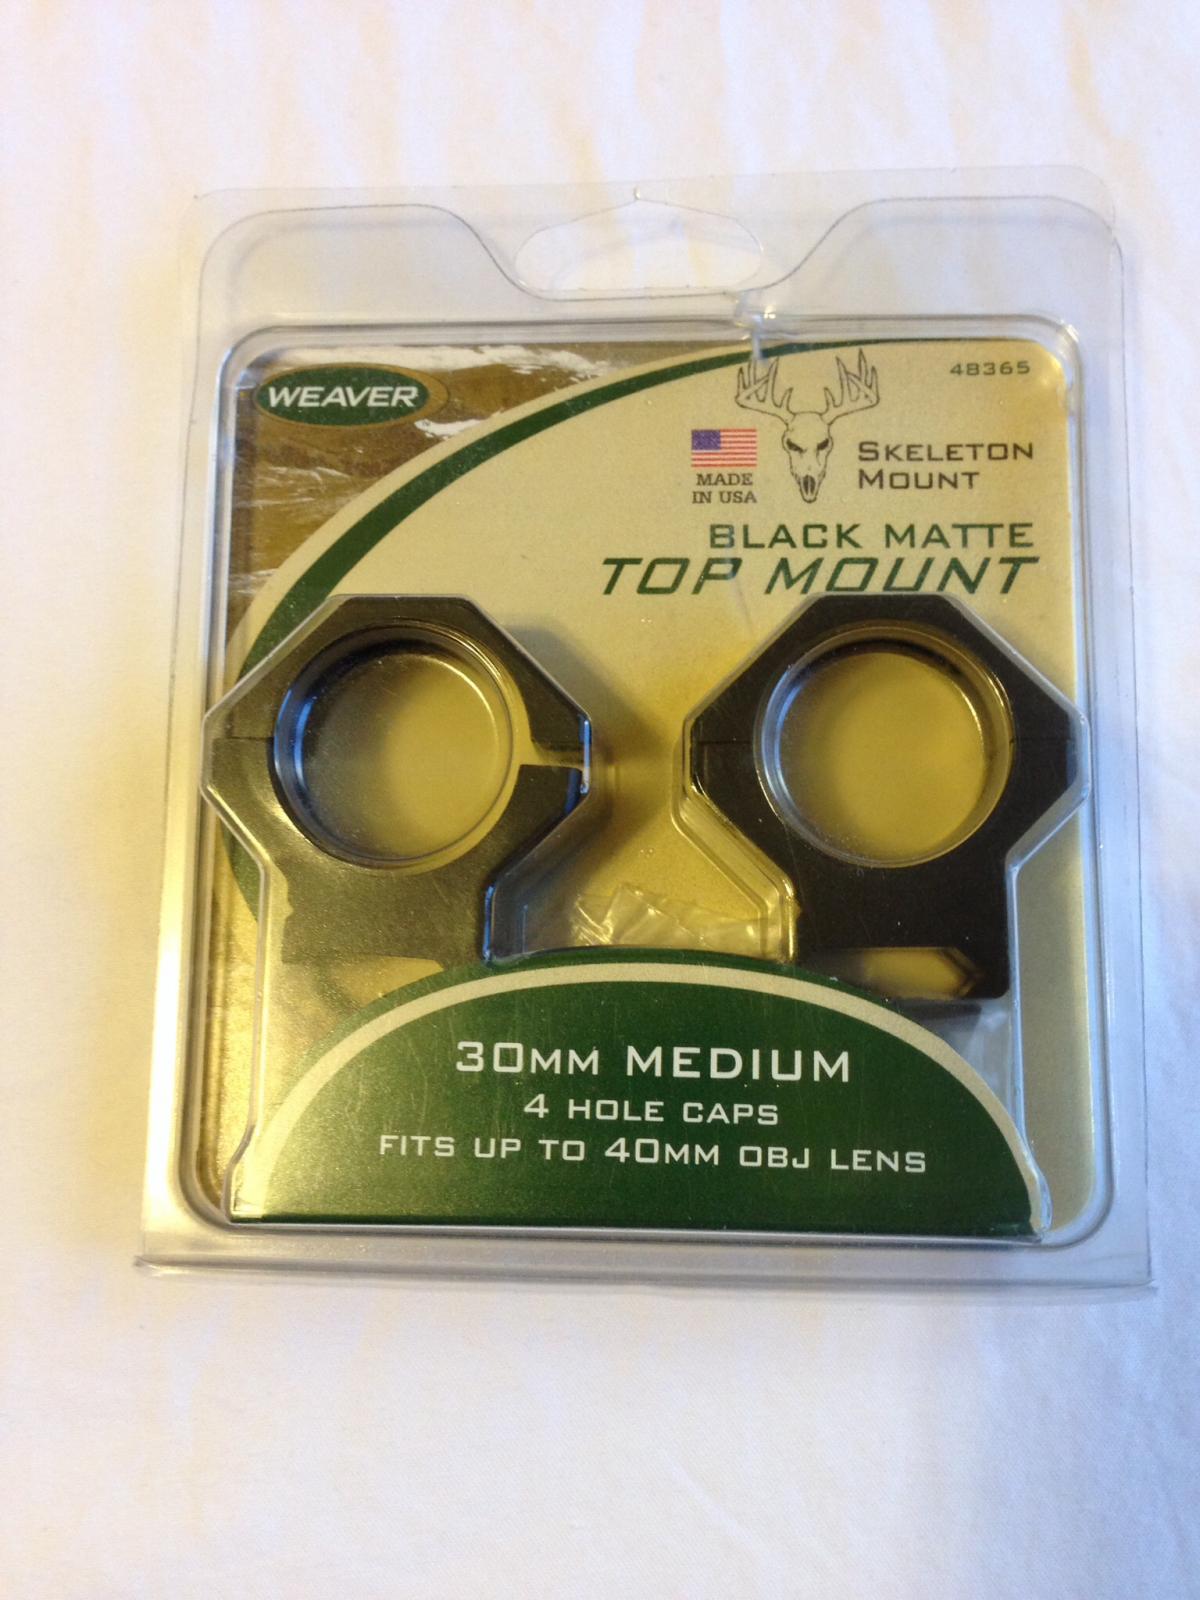 WEAVER
48365
MADE
IN USA
SKELETON
MOUNT
BLACK MATTE
TOP MOUNT
30MM MEDIUM
4 HOLE CAPS
FITS UP TO 40MM OBJ LENS